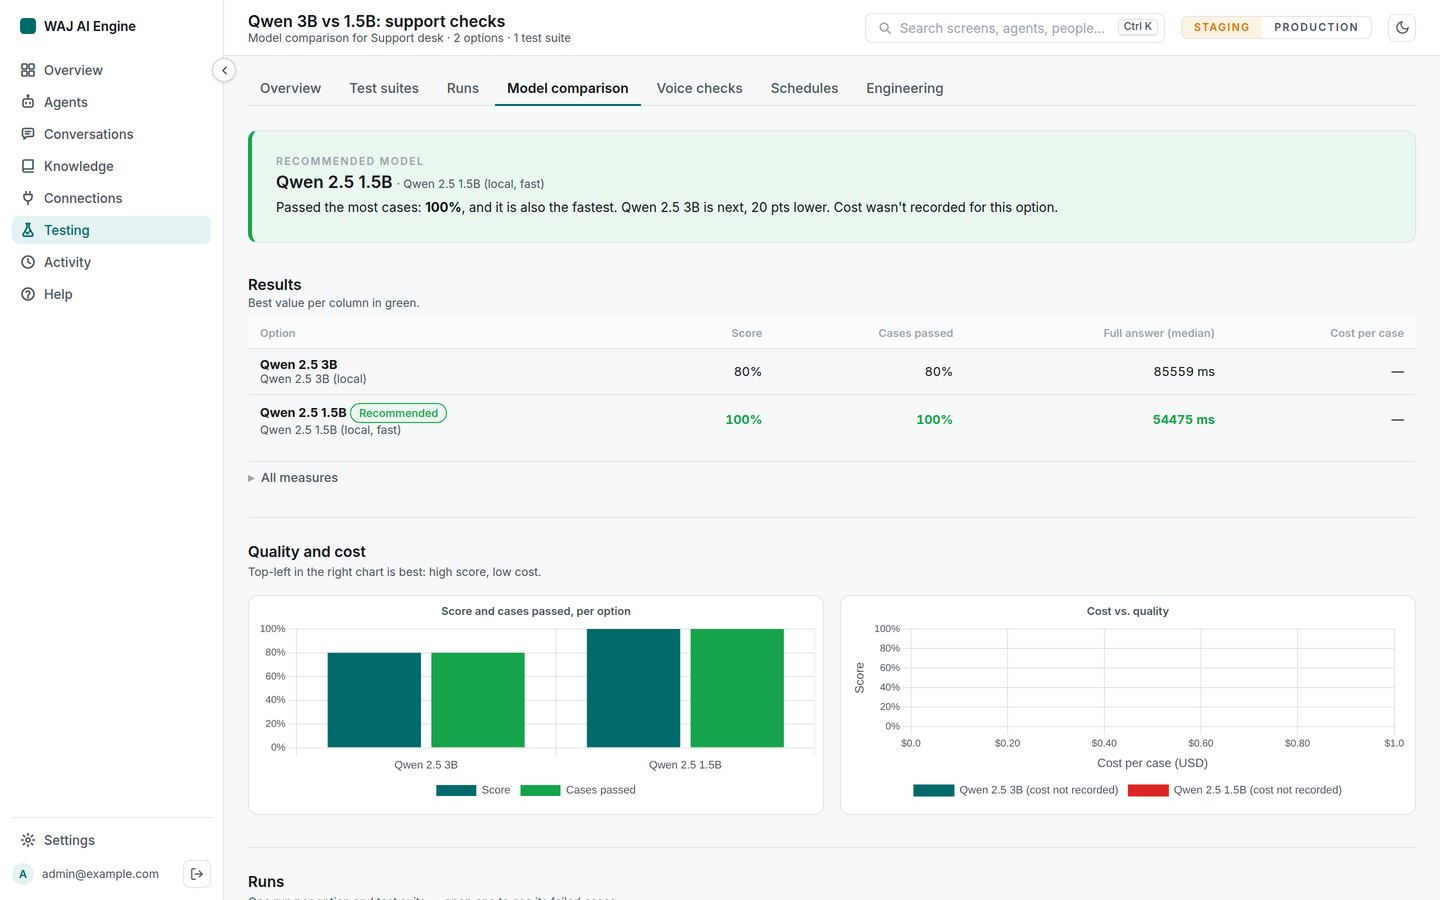 WAJ AI Engine
Overview
Agents
Conversations
Knowledge
Connections
Testing
Activity
Help
Settings
A admin@example.com
Qwen 3B vs 1.5B: support checks
Model comparison for Support desk · 2 options · 1 test suite
Search screens, agents, people... Ctrl K
STAGING PRODUCTION
Overview Test suites Runs Model comparison Voice checks Schedules Engineering
RECOMMENDED MODEL
Qwen 2.5 1.5B · Qwen 2.5 1.5B (local, fast)
Passed the most cases: 100%, and it is also the fastest. Qwen 2.5 3B is next, 20 pts lower. Cost wasn't recorded for this option.
Results
Best value per column in green.
Option Score Cases passed Full answer (median) Cost per case
Qwen 2.5 3B
Qwen 2.5 3B (local)
80% 80% 85559 ms —
Qwen 2.5 1.5B Recommended
Qwen 2.5 1.5B (local, fast)
100% 100% 54475 ms —
All measures
Quality and cost
Top-left in the right chart is best: high score, low cost.
Score and cases passed, per option
100%
80%
60%
40%
20%
0%
Qwen 2.5 3B Qwen 2.5 1.5B
Score Cases passed
Cost vs. quality
Score
100%
80%
60%
40%
20%
0%
$0.0 $0.20 $0.40 $0.60 $0.80 $1.0
Cost per case (USD)
Qwen 2.5 3B (cost not recorded) Qwen 2.5 1.5B (cost not recorded)
Runs